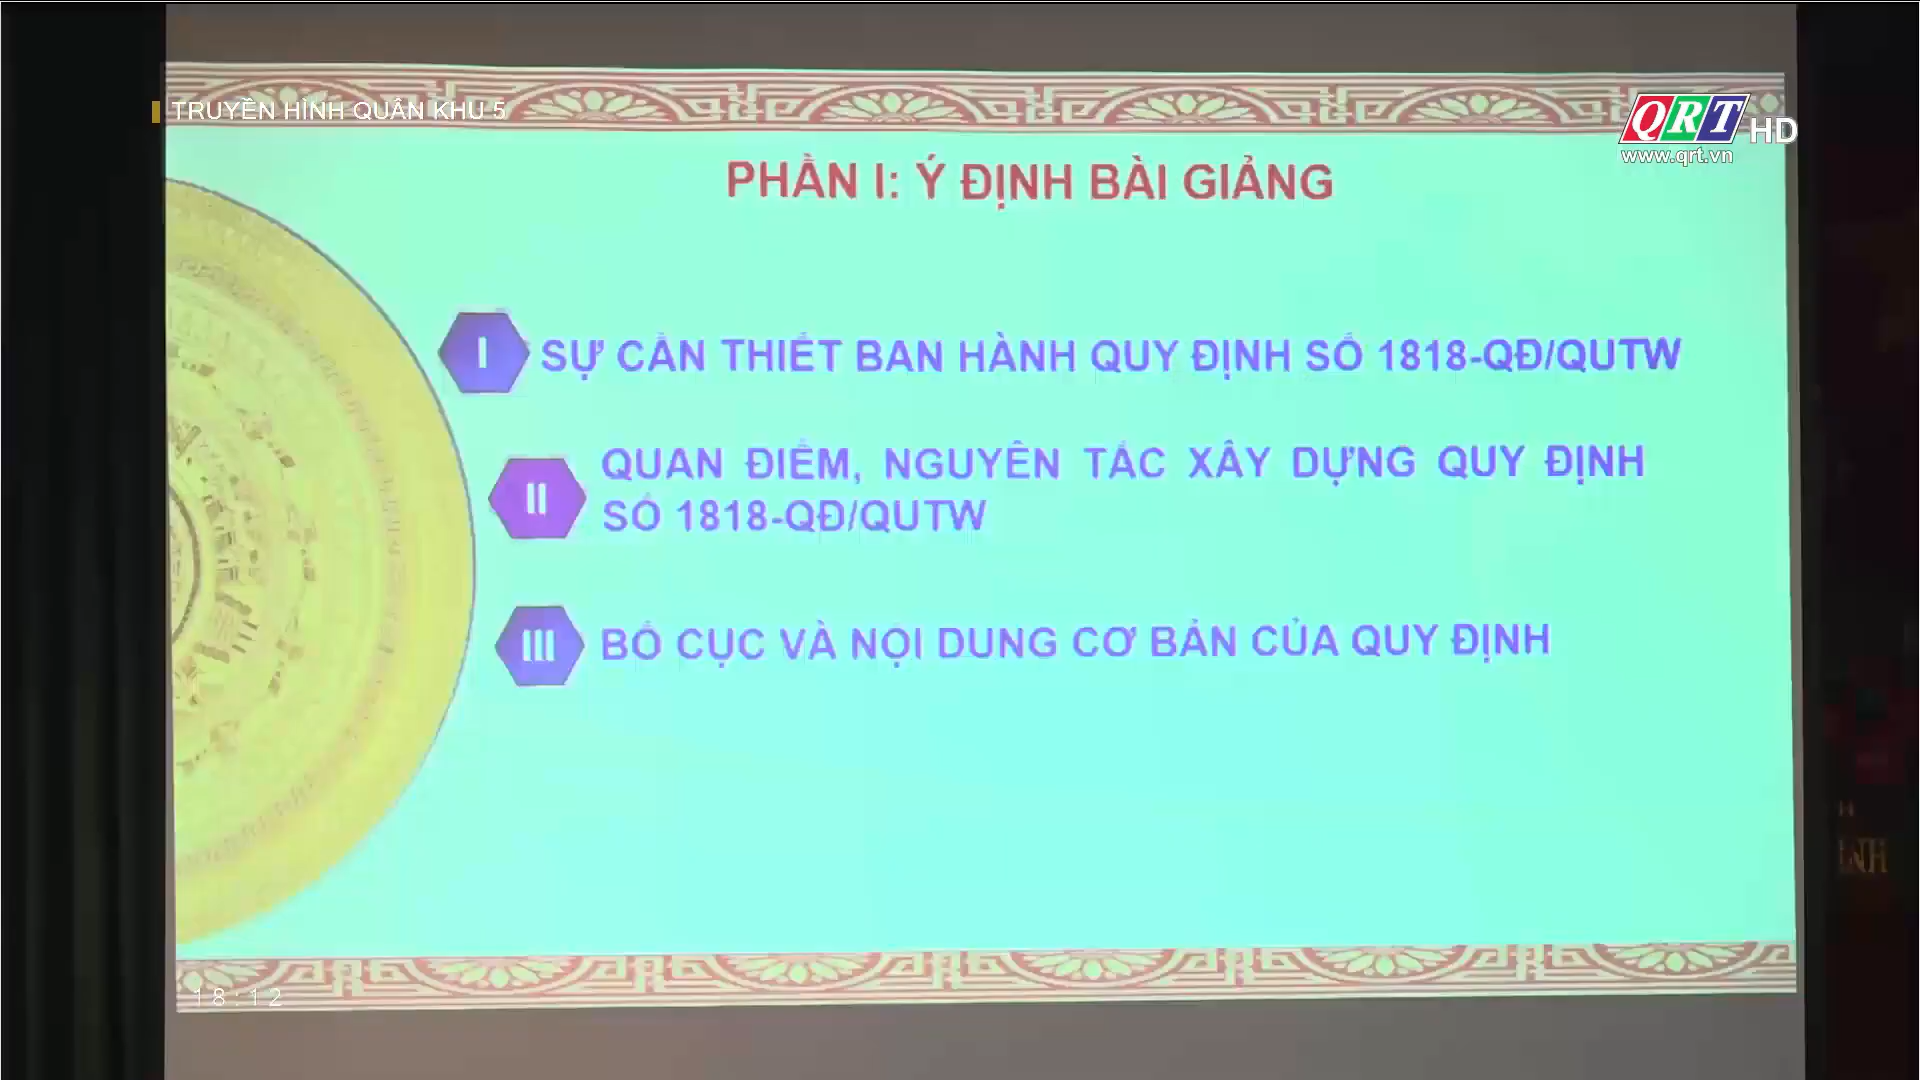 TRUYỀN HÌNH QUÂN KHU 5
QRT HD
www.qrt.vn
PHẦN I: Ý ĐỊNH BÀI GIẢNG
I SỰ CẦN THIẾT BAN HÀNH QUY ĐỊNH SỐ 1818-QĐ/QUTW
II QUAN ĐIỂM, NGUYÊN TẮC XÂY DỰNG QUY ĐỊNH
SỐ 1818-QĐ/QUTW
III BỐ CỤC VÀ NỘI DUNG CƠ BẢN CỦA QUY ĐỊNH
18:12